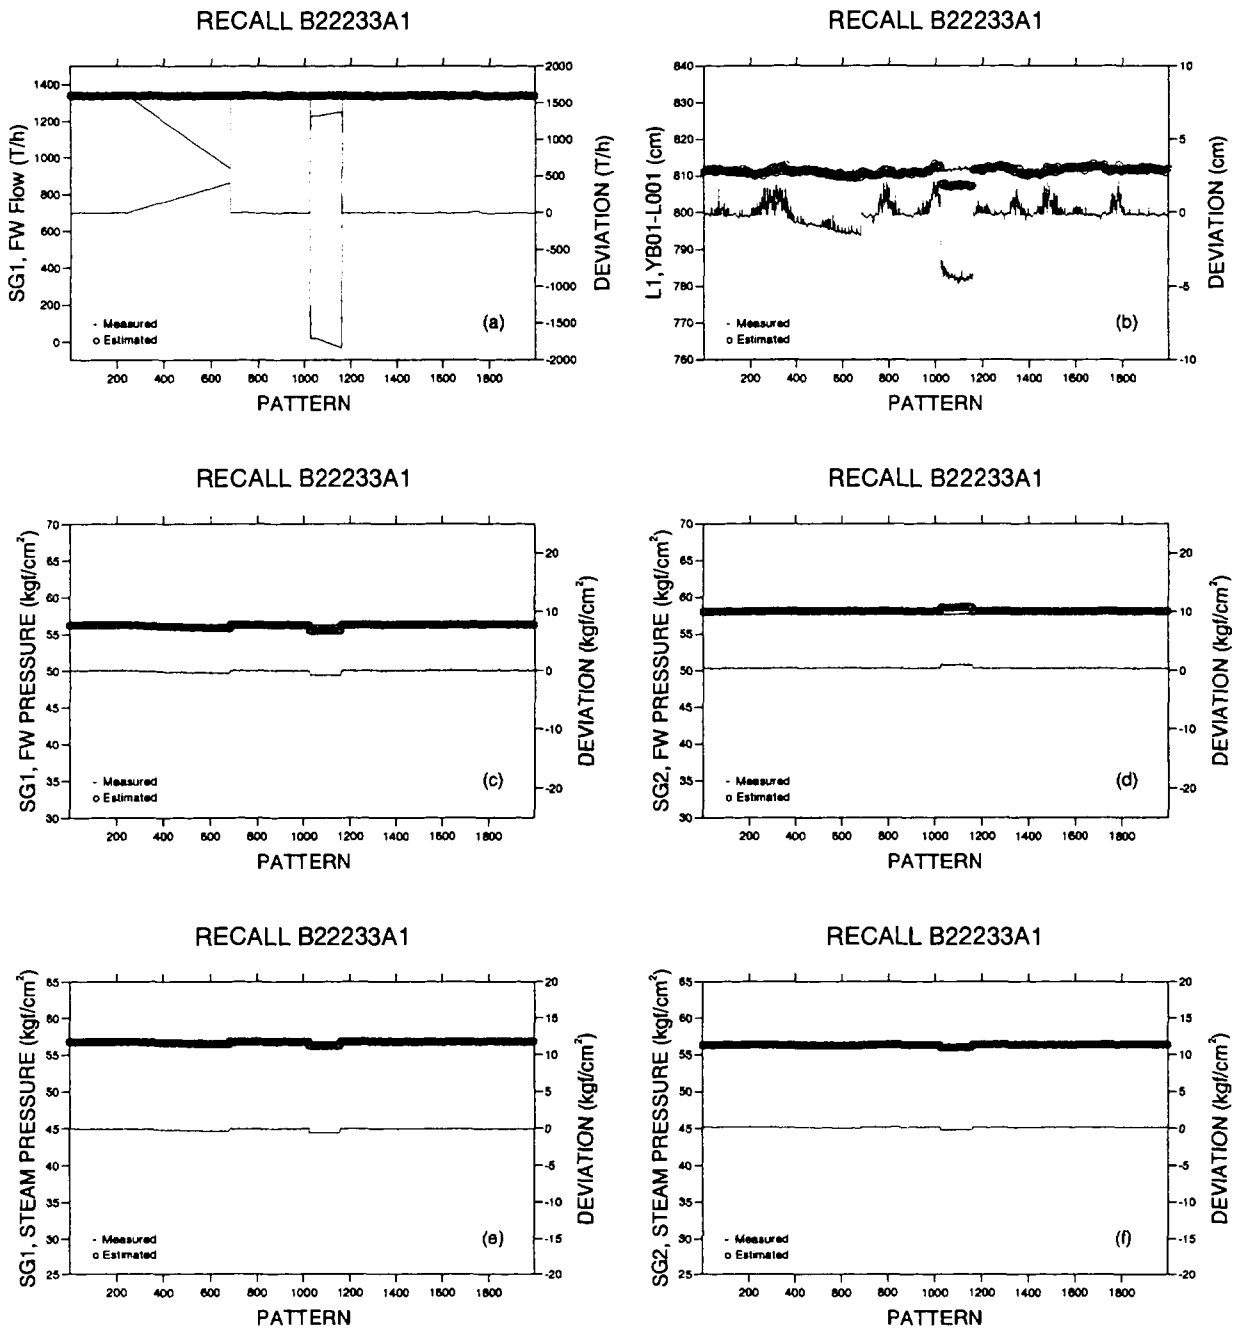 RECALL B22233A1
SG1, FW Flow (T/h)
1400
1200
1000
800
600
400
200
0
2000
1500
1000
500
0
-500
-1000
-1500
-2000
DEVIATION (T/h)
- Measured
o Estimated
(a)
200 400 600 800 1000 1200 1400 1600 1800
PATTERN
RECALL B22233A1
L1,YB01-L001 (cm)
840
830
820
810
800
790
780
770
760
10
5
0
-5
-10
DEVIATION (cm)
- Measured
o Estimated
(b)
200 400 600 800 1000 1200 1400 1600 1800
PATTERN
RECALL B22233A1
SG1, FW PRESSURE (kgf/cm²)
70
65
60
55
50
45
40
35
30
20
10
0
-10
-20
DEVIATION (kgf/cm²)
- Measured
o Estimated
(c)
200 400 600 800 1000 1200 1400 1600 1800
PATTERN
RECALL B22233A1
SG2, FW PRESSURE (kgf/cm²)
70
65
60
55
50
45
40
35
30
20
10
0
-10
-20
DEVIATION (kgf/cm²)
- Measured
o Estimated
(d)
200 400 600 800 1000 1200 1400 1600 1800
PATTERN
RECALL B22233A1
SG1, STEAM PRESSURE (kgf/cm²)
65
60
55
50
45
40
35
30
25
20
15
10
5
0
-5
-10
-15
-20
DEVIATION (kgf/cm²)
- Measured
o Estimated
(e)
200 400 600 800 1000 1200 1400 1600 1800
PATTERN
RECALL B22233A1
SG2, STEAM PRESSURE (kgf/cm²)
65
60
55
50
45
40
35
30
25
20
15
10
5
0
-5
-10
-15
-20
DEVIATION (kgf/cm²)
- Measured
o Estimated
(f)
200 400 600 800 1000 1200 1400 1600 1800
PATTERN